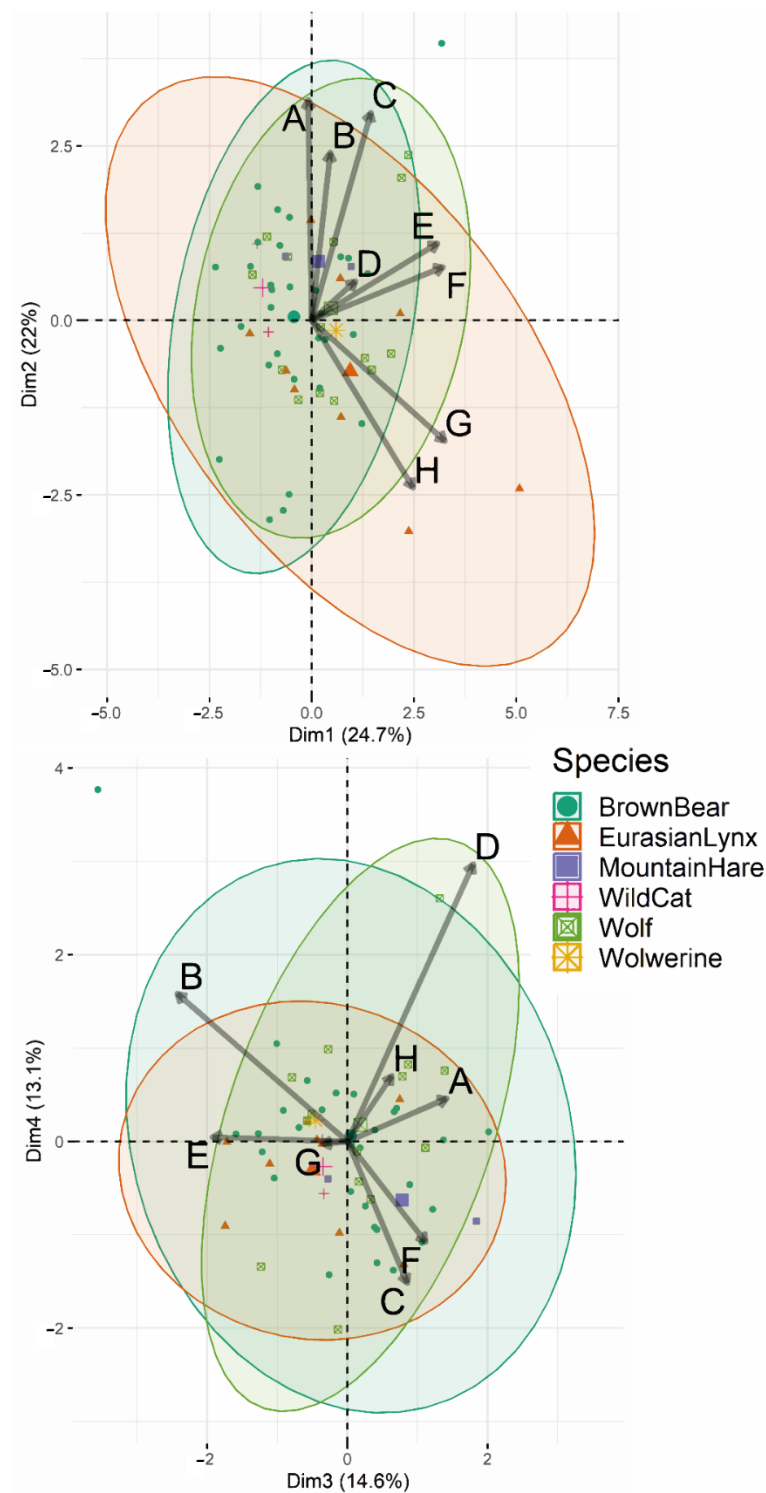 A
C
B
2.5
E
D
F
0.0
G
H
−2.5
−5.0
Dim2 (22%)
−5.0
−2.5
0.0
2.5
5.0
7.5
Dim1 (24.7%)
Species
BrownBear
EurasianLynx
MountainHare
WildCat
Wolf
Wolwerine
4
D
2
B
H
A
0
E
G
F
C
−2
Dim4 (13.1%)
−2
0
2
Dim3 (14.6%)